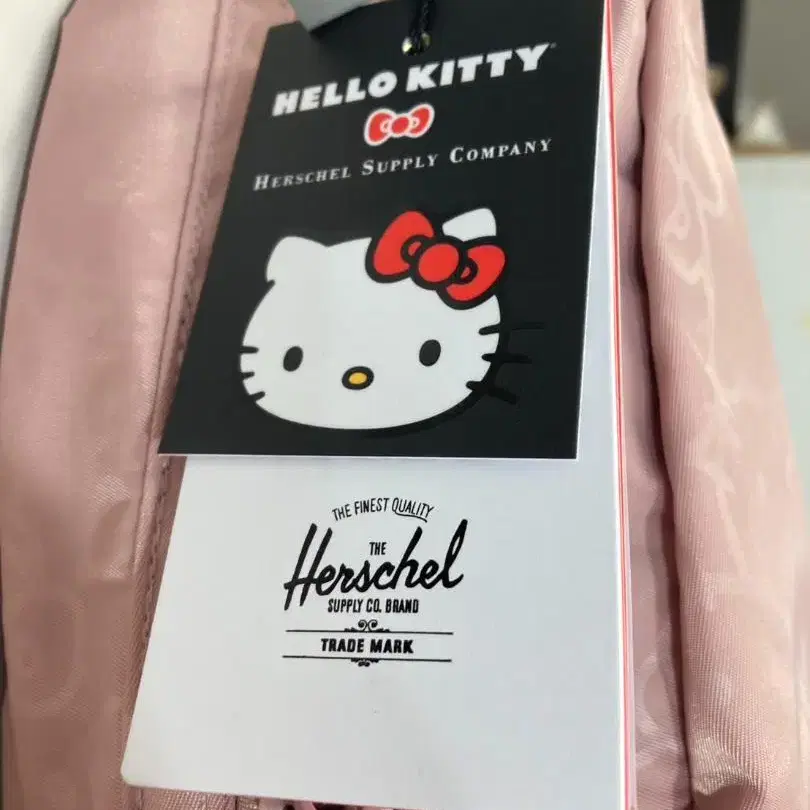 HELLO KITTY
HERSCHEL SUPPLY COMPANY
THE FINEST QUALITY
THE
Herschel
SUPPLY CO. BRAND
TRADE MARK